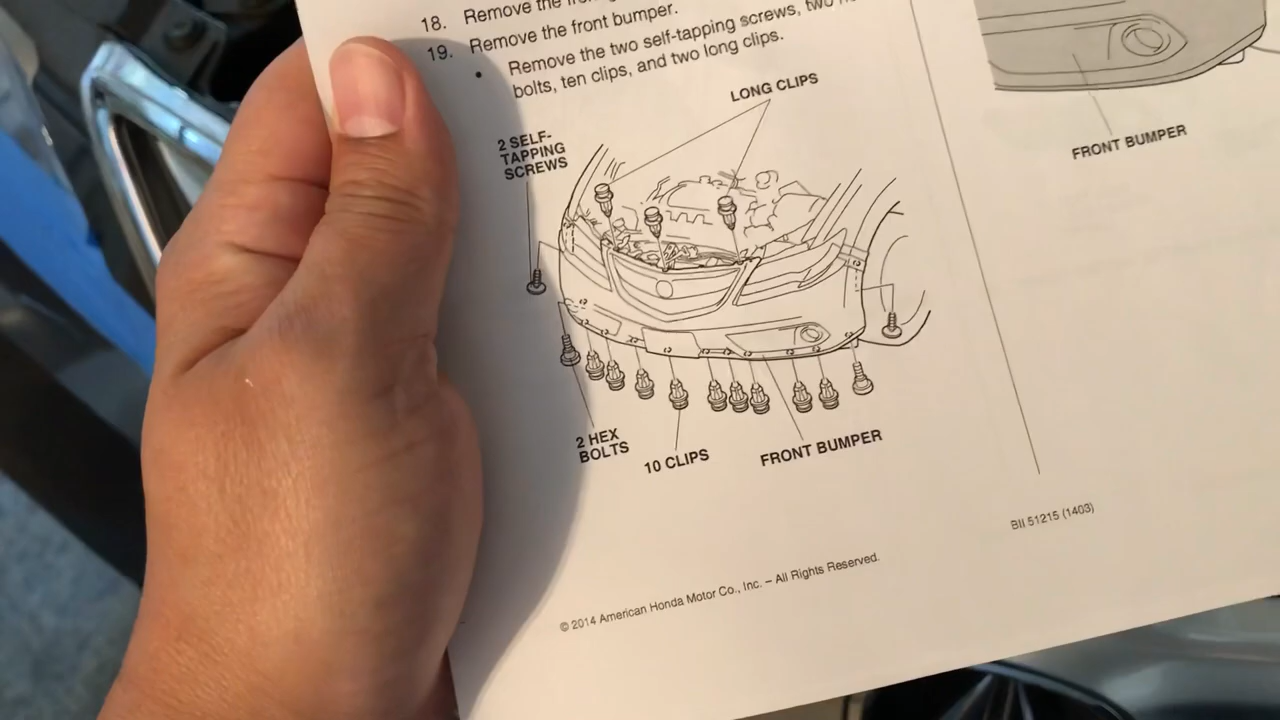 18. Remove the
19. Remove the front bumper.
• Remove the two self-tapping screws, two
bolts, ten clips, and two long clips.
LONG CLIPS
2 SELF-
TAPPING
SCREWS
2 HEX
BOLTS
10 CLIPS
FRONT BUMPER
© 2014 American Honda Motor Co., Inc. – All Rights Reserved.
FRONT BUMPER
BII 51215 (1403)